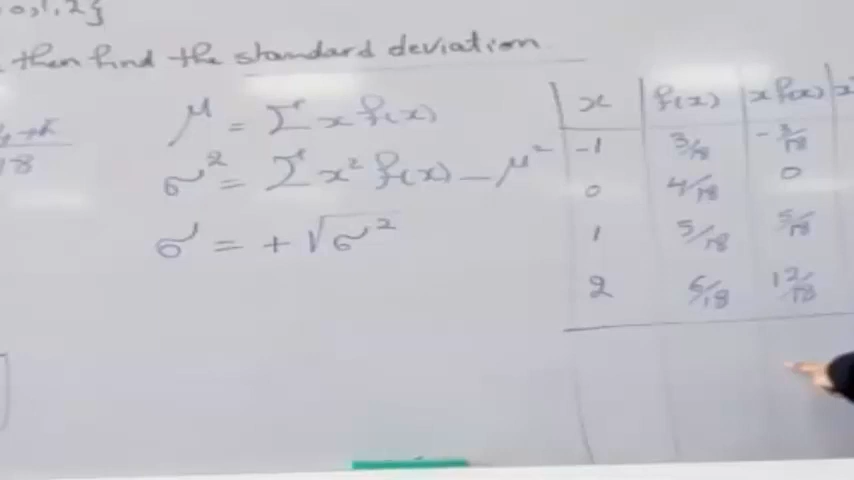 0,1,2}
then find the standard deviation
18
μ = Σ x f(x)
σ² = Σ x² f(x) - μ²
σ = + √σ²
x f(x) x f(x) x
-1 3/18 -3/18
0 4/18 0
1 5/18 5/18
2 6/18 12/18